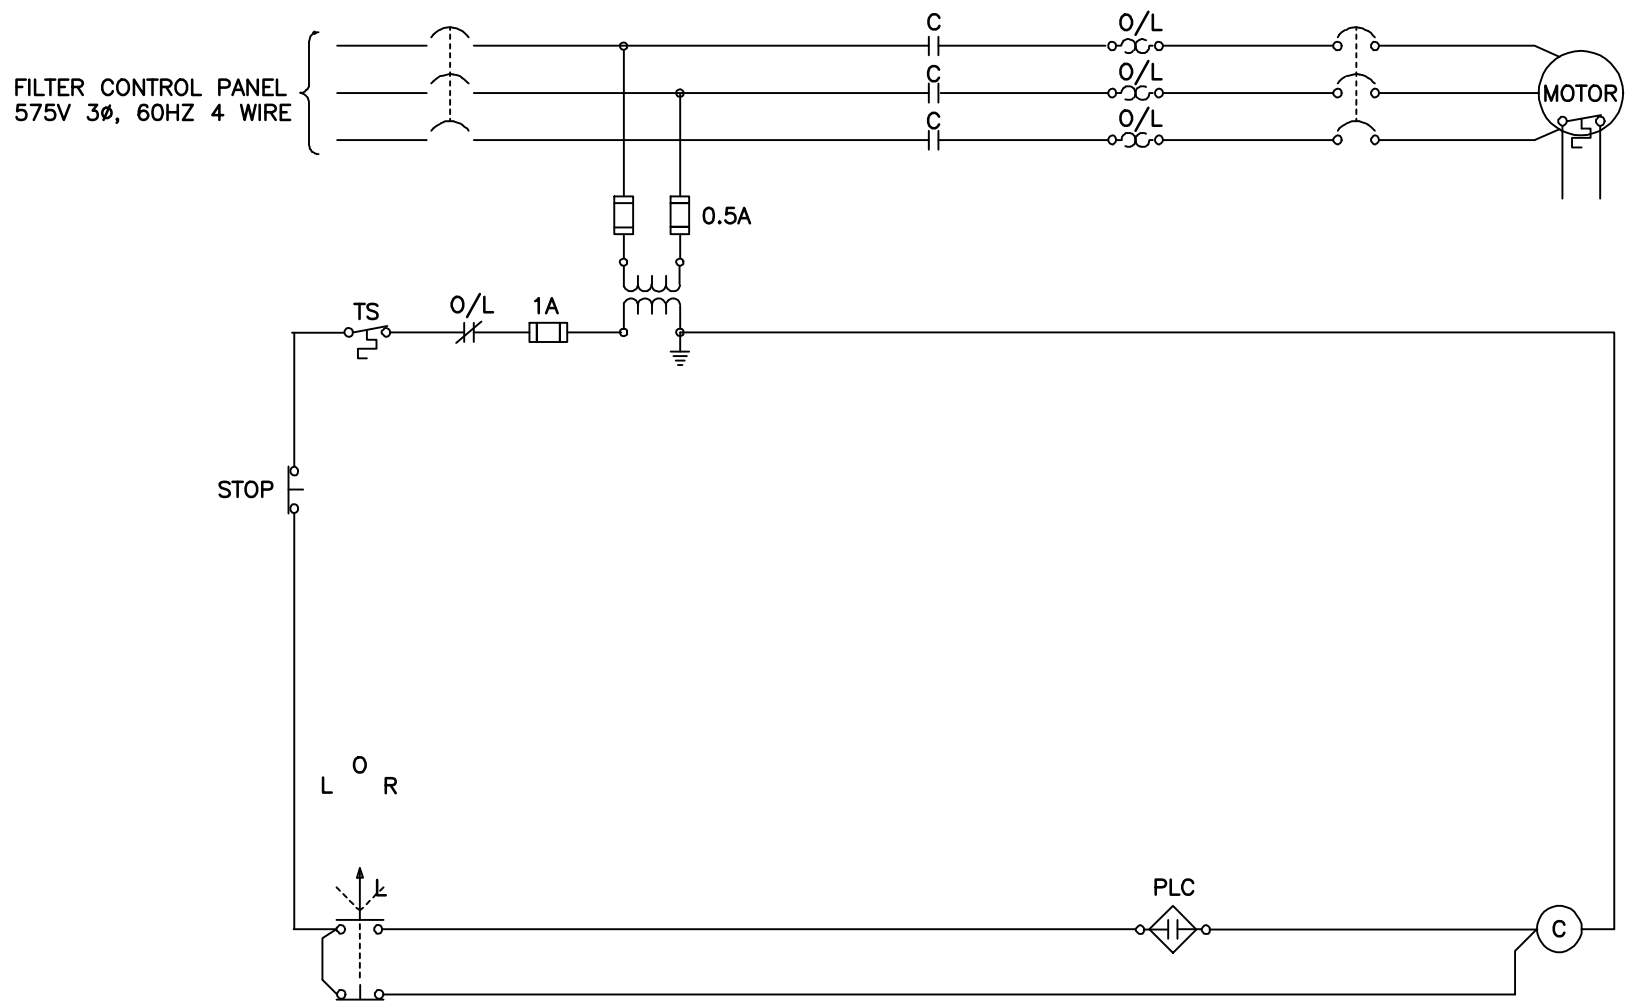 C
O/L
FILTER CONTROL PANEL
575V 3ø, 60HZ 4 WIRE
C
O/L
MOTOR
C
O/L
0.5A
TS
O/L
1A
STOP
O
L
R
L
PLC
C